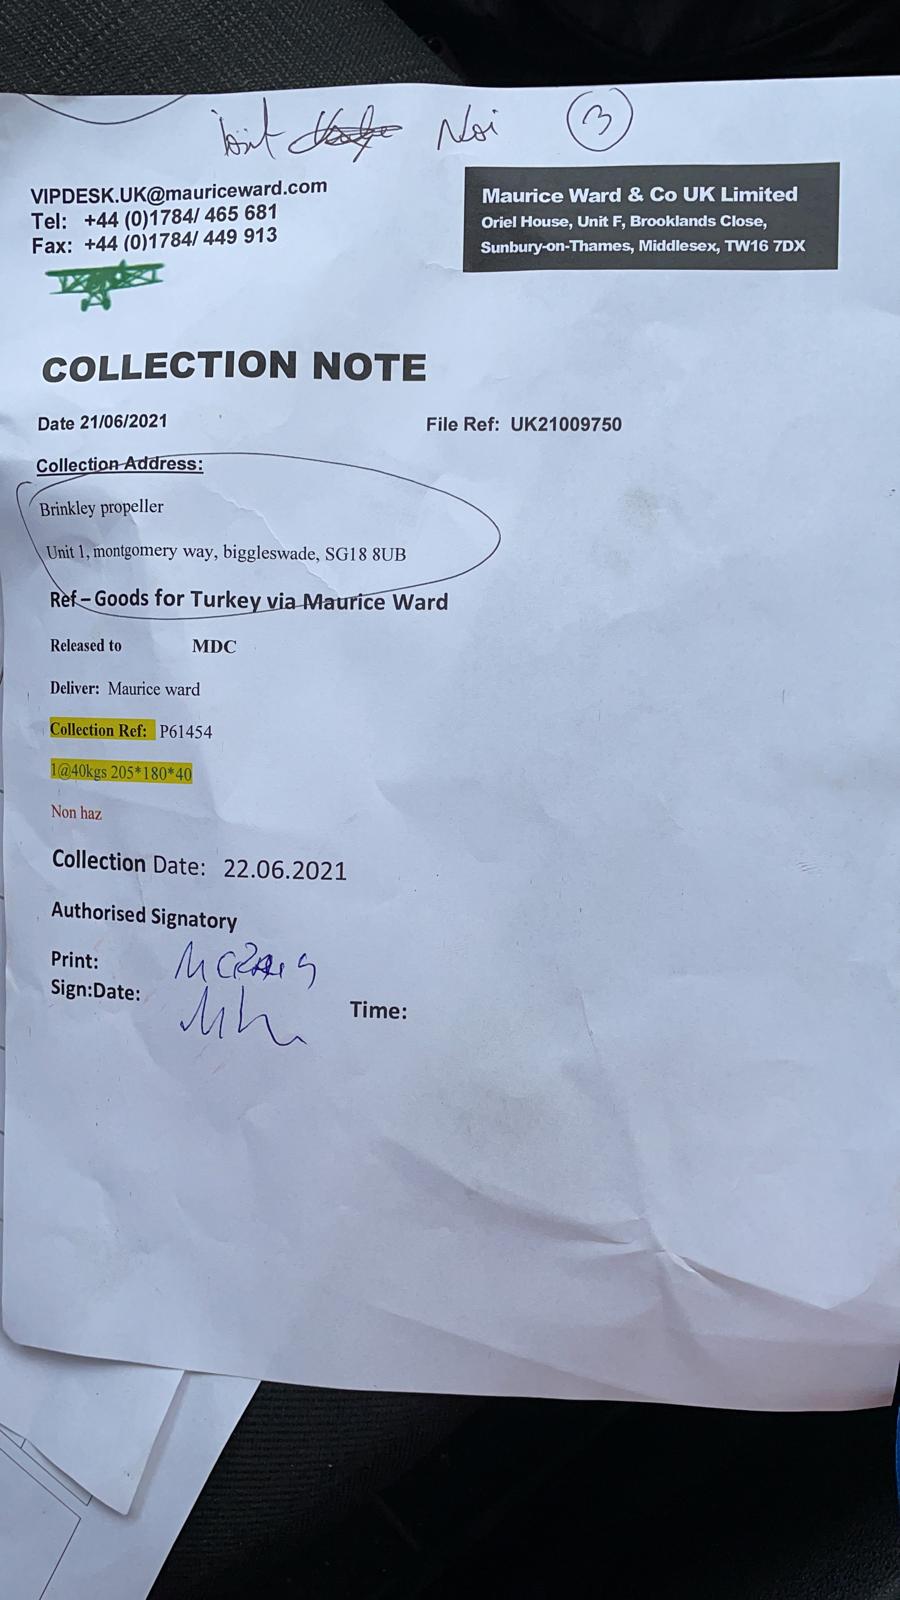 Noi 3
VIPDESK.UK@mauriceward.com
Tel: +44 (0)1784/ 465 681
Fax: +44 (0)1784/ 449 913
Maurice Ward & Co UK Limited
Oriel House, Unit F, Brooklands Close,
Sunbury-on-Thames, Middlesex, TW16 7DX
COLLECTION NOTE
Date 21/06/2021
File Ref: UK21009750
Collection Address:
Brinkley propeller
Unit 1, montgomery way, biggleswade, SG18 8UB
Ref – Goods for Turkey via Maurice Ward
Released to MDC
Deliver: Maurice ward
Collection Ref: P61454
1@40kgs 205*180*40
Non haz
Collection Date: 22.06.2021
Authorised Signatory
Print:
Sign:Date:
Time: